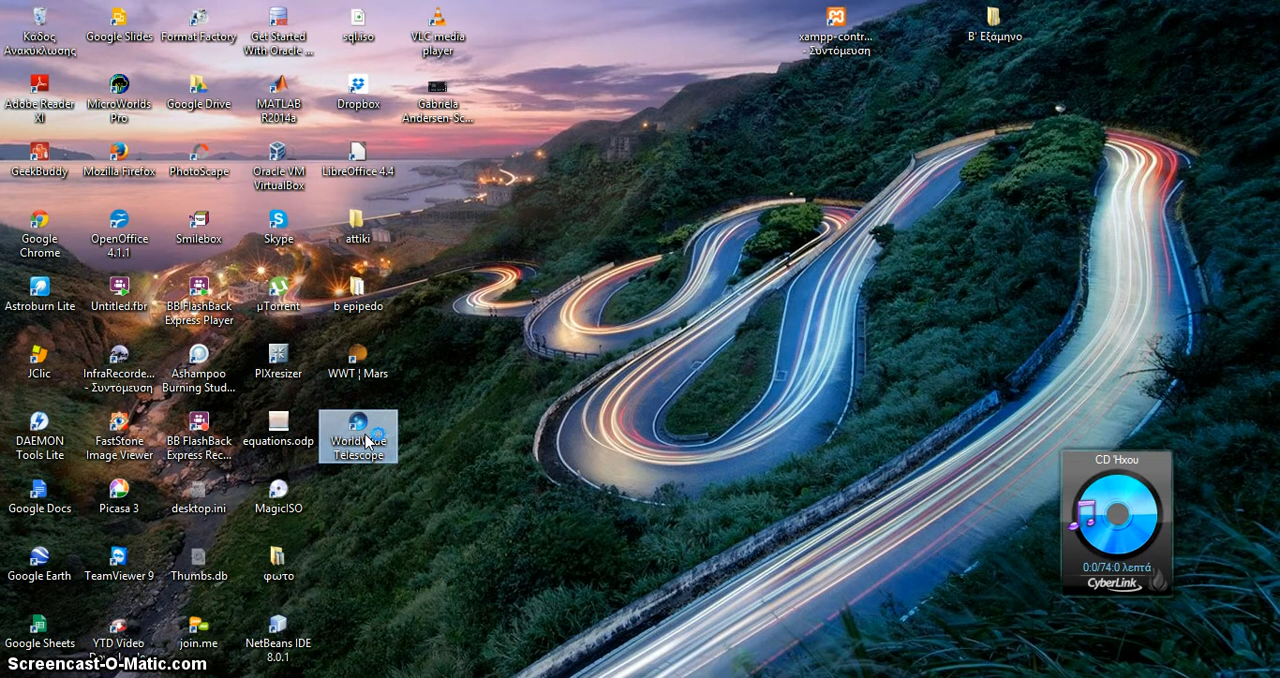 Κάδος
Ανακύκλωσης
Google Slides
Format Factory
Get Started
With Oracle ...
sql.iso
VLC media
player
xampp-contr...
- Συντόμευση
Β' Εξάμηνο
Adobe Reader
XI
MicroWorlds
Pro
Google Drive
MATLAB
R2014a
Dropbox
Gabriela
Andersen-Sc...
GeekBuddy
Mozilla Firefox
PhotoScape
Oracle VM
VirtualBox
LibreOffice 4.4
Google
Chrome
OpenOffice
4.1.1
Smilebox
Skype
attiki
Astroburn Lite
Untitled.fbr
BB FlashBack
Express Player
µTorrent
b epipedo
JClic
InfraRecorde...
- Συντόμευση
Ashampoo
Burning Stud...
PIXresizer
WWT ¦ Mars
DAEMON
Tools Lite
FastStone
Image Viewer
BB FlashBack
Express Rec...
equations.odp
Telescope
CD Ήχου
0:0/74:0 λεπτά
CyberLink
Google Docs
Picasa 3
desktop.ini
MagicISO
Google Earth
TeamViewer 9
Thumbs.db
φωτο
Google Sheets
YTD Video
join.me
NetBeans IDE
8.0.1
Screencast-O-Matic.com